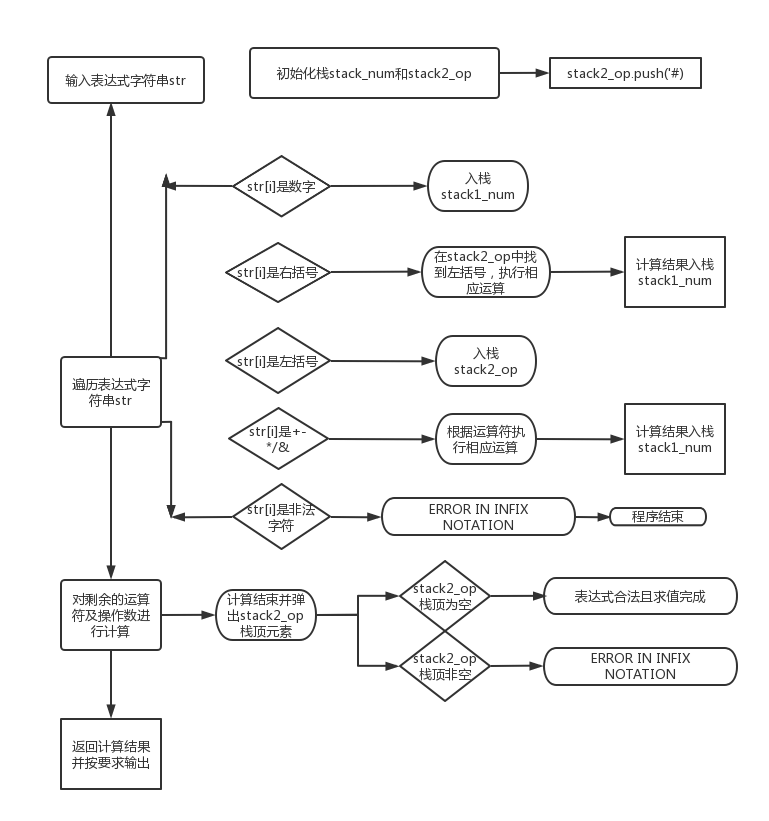 输入表达式字符串str
初始化栈stack_num和stack2_op
stack2_op.push('#)
str[i]是数字
入栈
stack1_num
str[i]是右括号
在stack2_op中找
到左括号，执行相
应运算
计算结果入栈
stack1_num
str[i]是左括号
入栈
stack2_op
遍历表达式字
符串str
str[i]是+-
*/&
根据运算符执
行相应运算
计算结果入栈
stack1_num
str[i]是非法
字符
ERROR IN INFIX
NOTATION
程序结束
对剩余的运算
符及操作数进
行计算
计算结束并弹
出stack2_op
栈顶元素
stack2_op
栈顶为空
表达式合法且求值完成
stack2_op
栈顶非空
ERROR IN INFIX
NOTATION
返回计算结果
并按要求输出